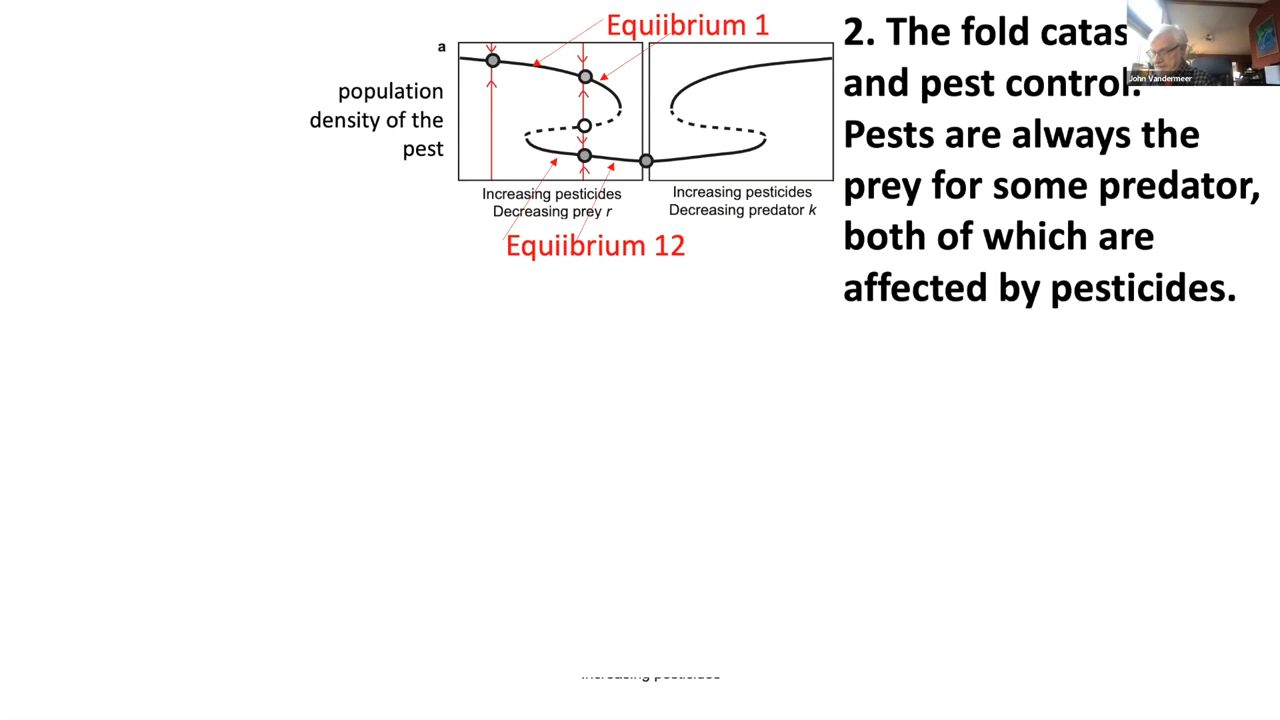 Equiibrium 1
a
population
density of the
pest
Increasing pesticides
Decreasing prey r
Increasing pesticides
Decreasing predator k
Equiibrium 12
2. The fold catas
and pest control.
Pests are always the
prey for some predator,
both of which are
affected by pesticides.
John Vandermeer
Increasing pesticides